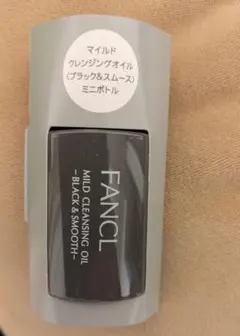 マイルド
クレンジングオイル
〈ブラック&スムース〉
ミニボトル
FANCL
MILD CLEANSING OIL
-BLACK & SMOOTH-